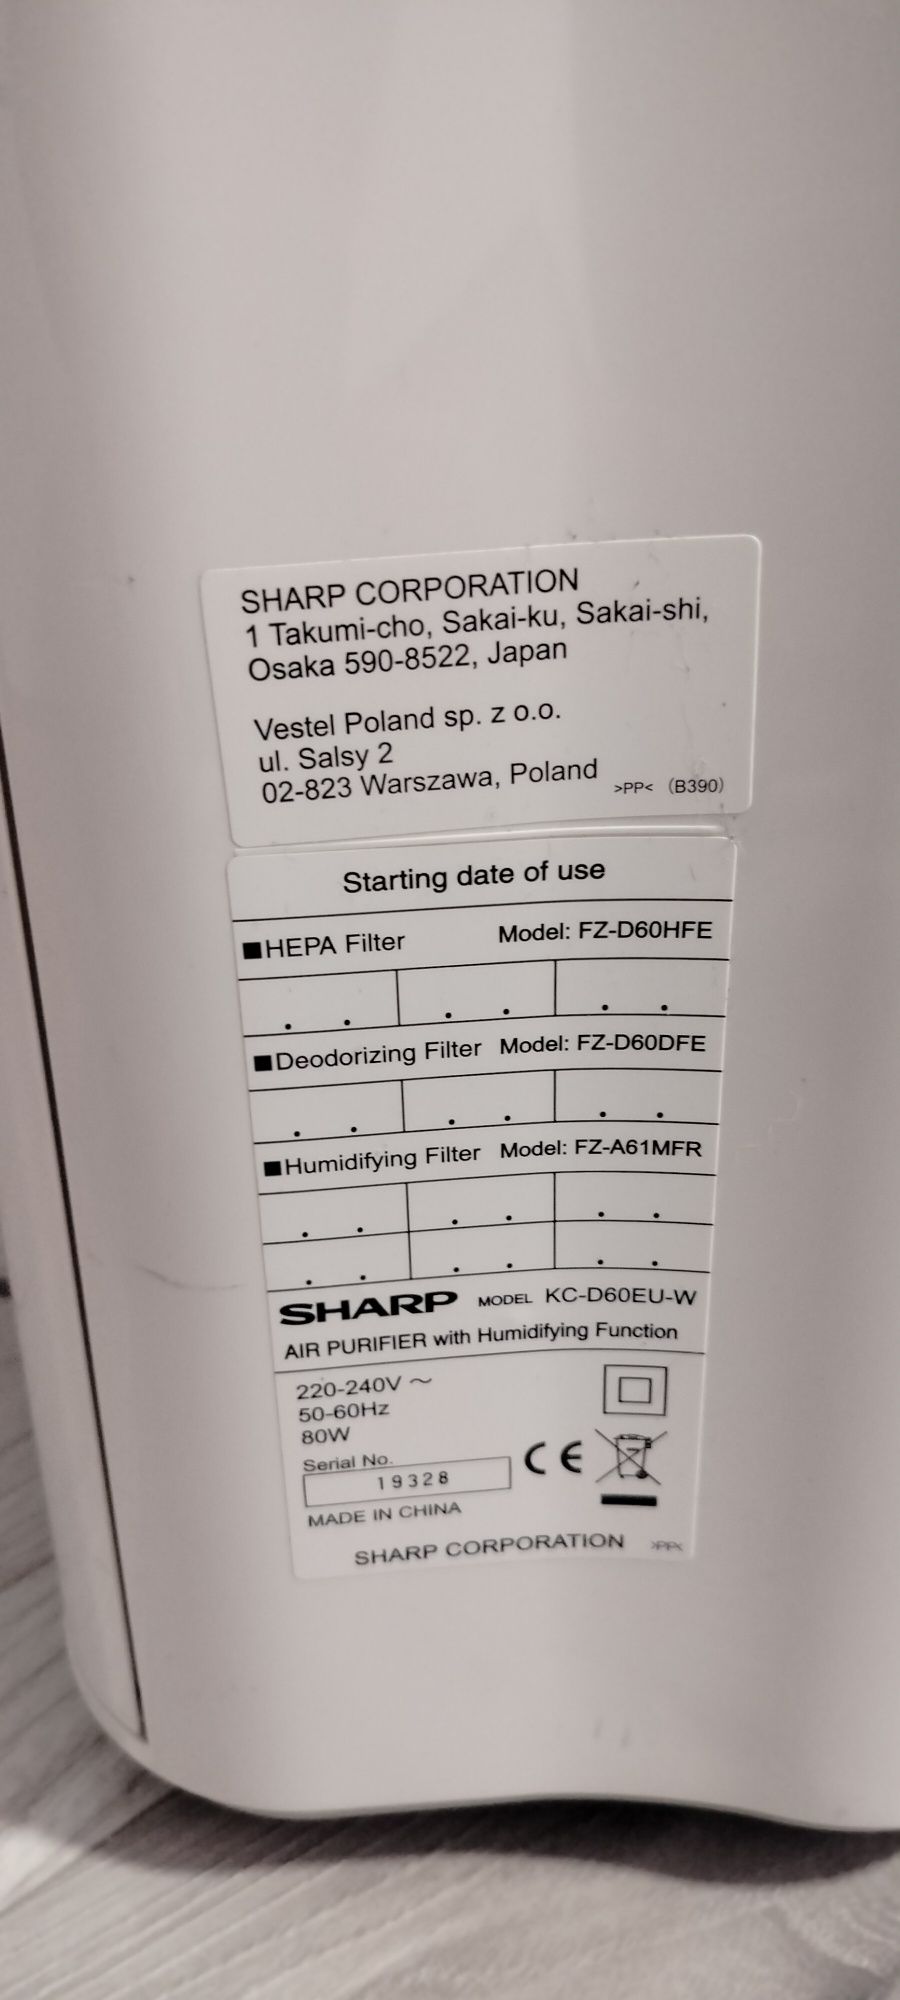 SHARP CORPORATION
1 Takumi-cho, Sakai-ku, Sakai-shi,
Osaka 590-8522, Japan
Vestel Poland sp. z o.o.
ul. Salsy 2
02-823 Warszawa, Poland >PP< (B390)
Starting date of use
■HEPA Filter Model: FZ-D60HFE
■Deodorizing Filter Model: FZ-D60DFE
■Humidifying Filter Model: FZ-A61MFR
SHARP MODEL KC-D60EU-W
AIR PURIFIER with Humidifying Function
220-240V ～
50-60Hz
80W
Serial No.
19328
CE
MADE IN CHINA
SHARP CORPORATION >PP<